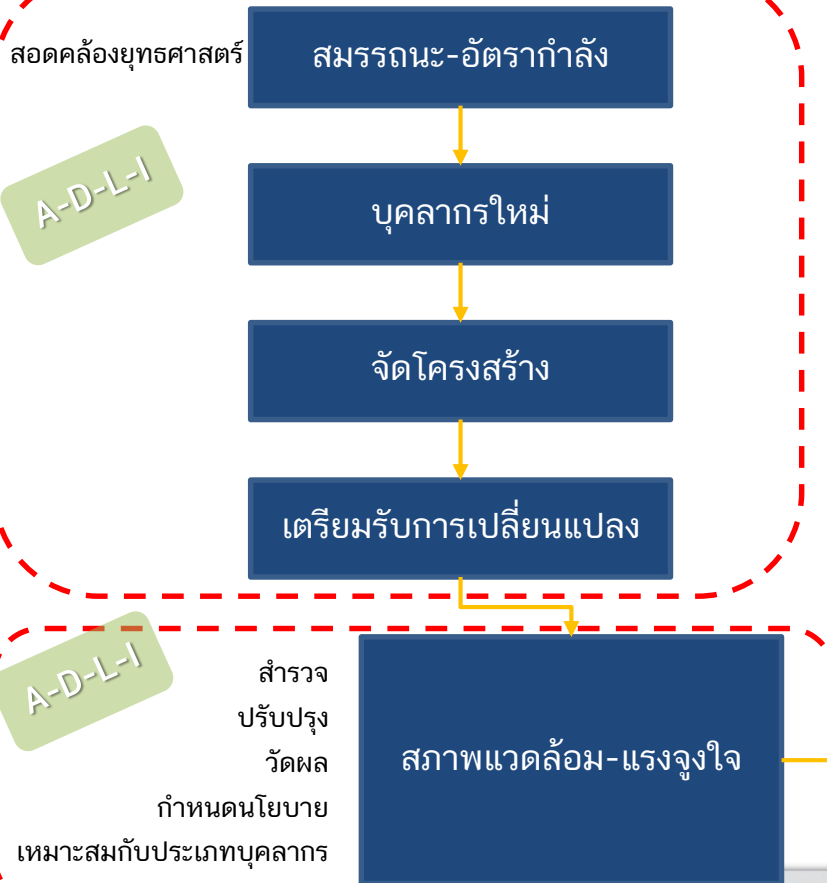 สอดคล้องยุทธศาสตร์
สมรรถนะ-อัตรากำลัง
A-D-L-I
บุคลากรใหม่
จัดโครงสร้าง
เตรียมรับการเปลี่ยนแปลง
A-D-L-I
สำรวจ
ปรับปรุง
วัดผล
กำหนดนโยบาย
เหมาะสมกับประเภทบุคลากร
สภาพแวดล้อม-แรงจูงใจ